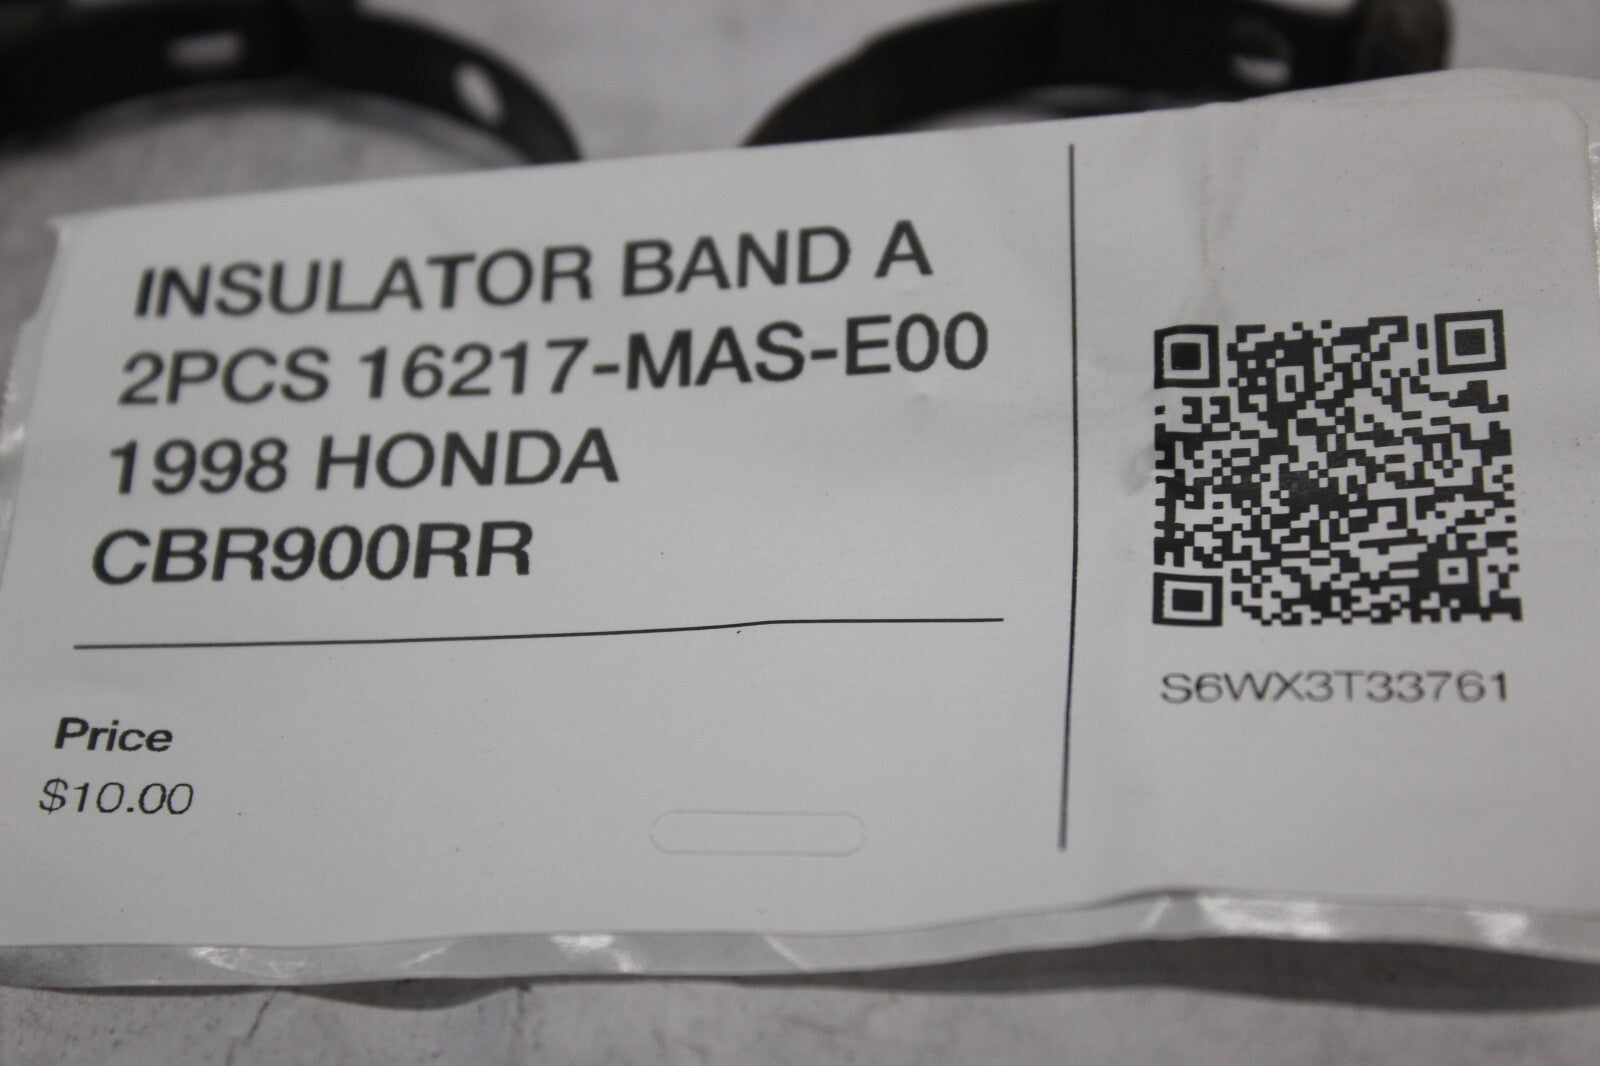 INSULATOR BAND A
2PCS 16217-MAS-E00
1998 HONDA
CBR900RR
Price
$10.00
S6WX3T33761